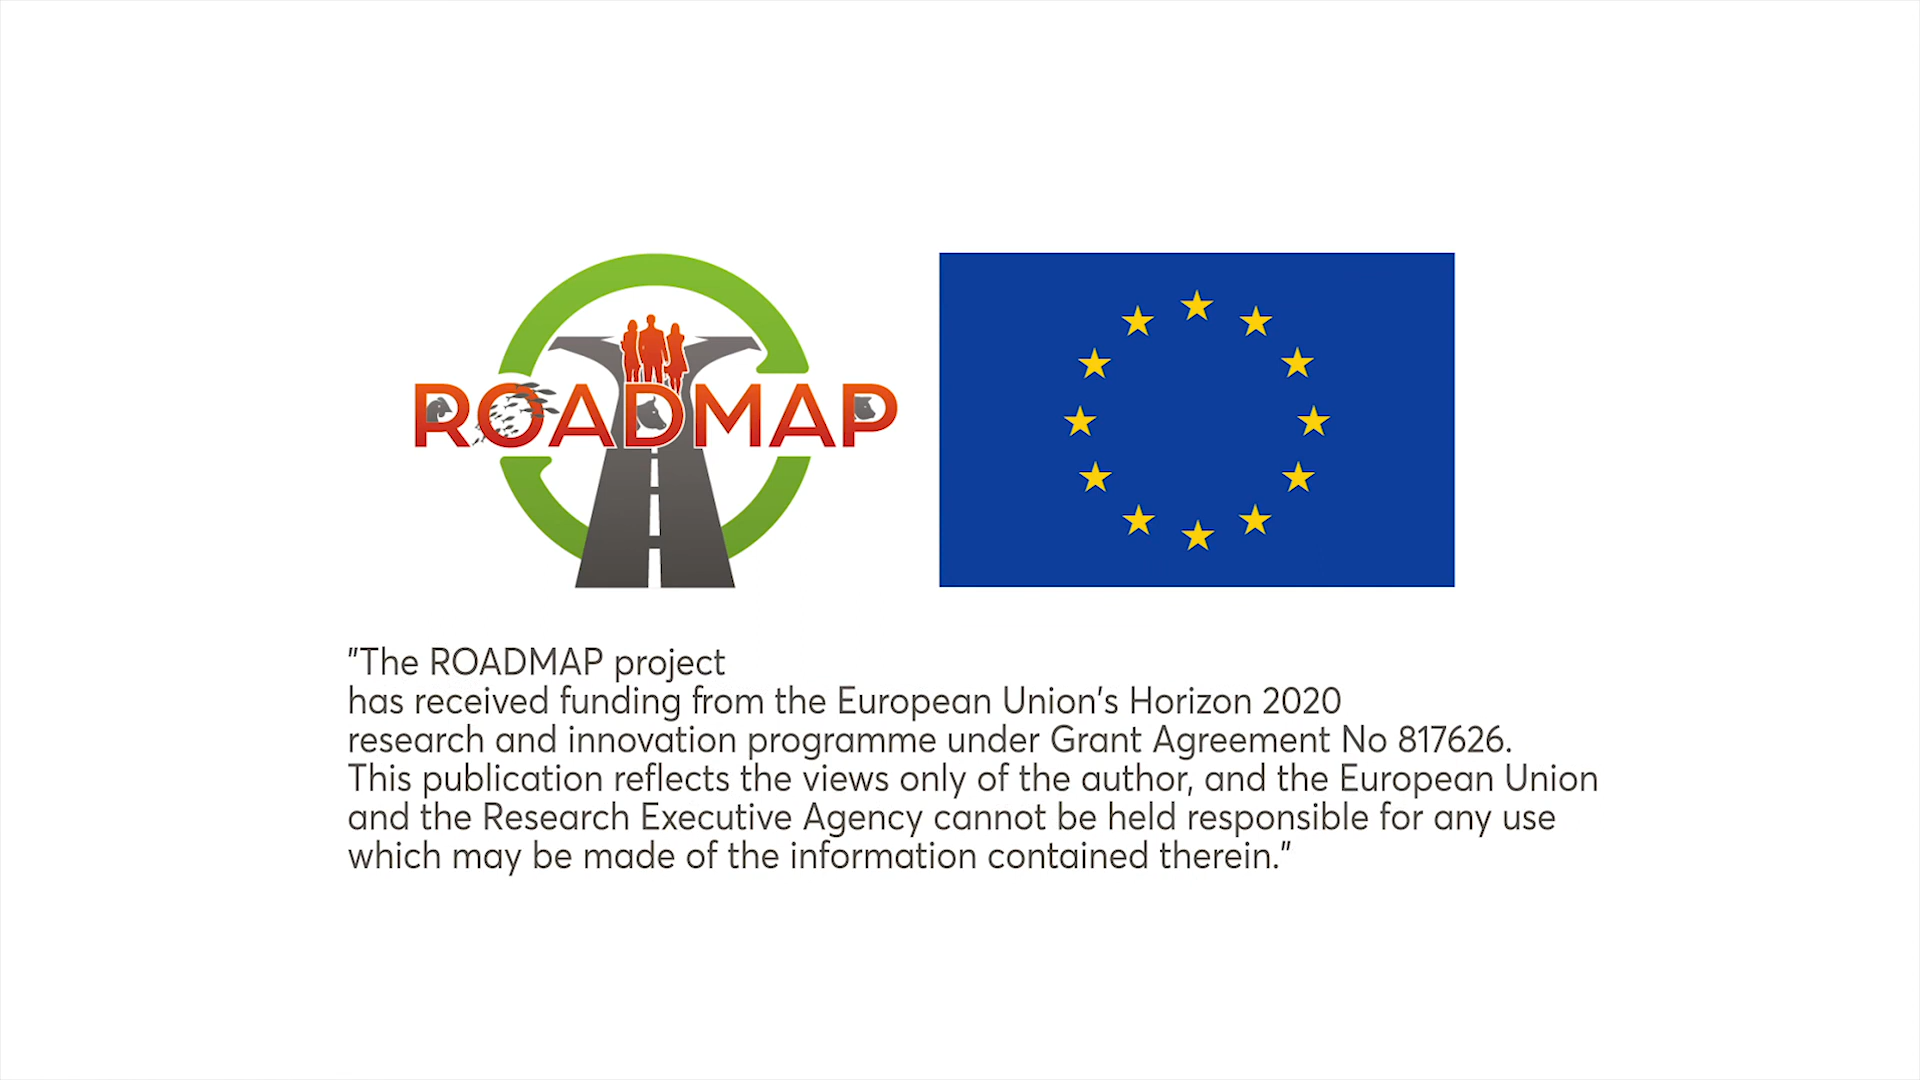 ROADMAP
"The ROADMAP project
has received funding from the European Union's Horizon 2020
research and innovation programme under Grant Agreement No 817626.
This publication reflects the views only of the author, and the European Union
and the Research Executive Agency cannot be held responsible for any use
which may be made of the information contained therein."